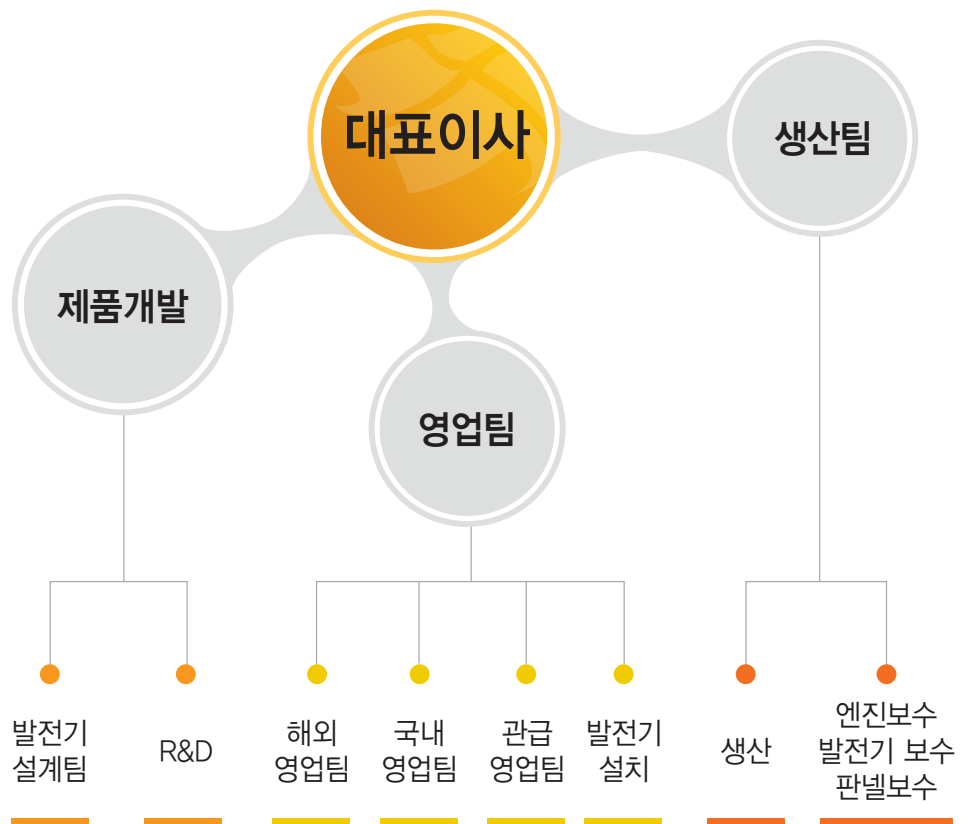 대표이사
생산팀
제품개발
영업팀
발전기
설계팀
R&D
해외
영업팀
국내
영업팀
관급
영업팀
발전기
설치
생산
엔진보수
발전기 보수
판넬보수